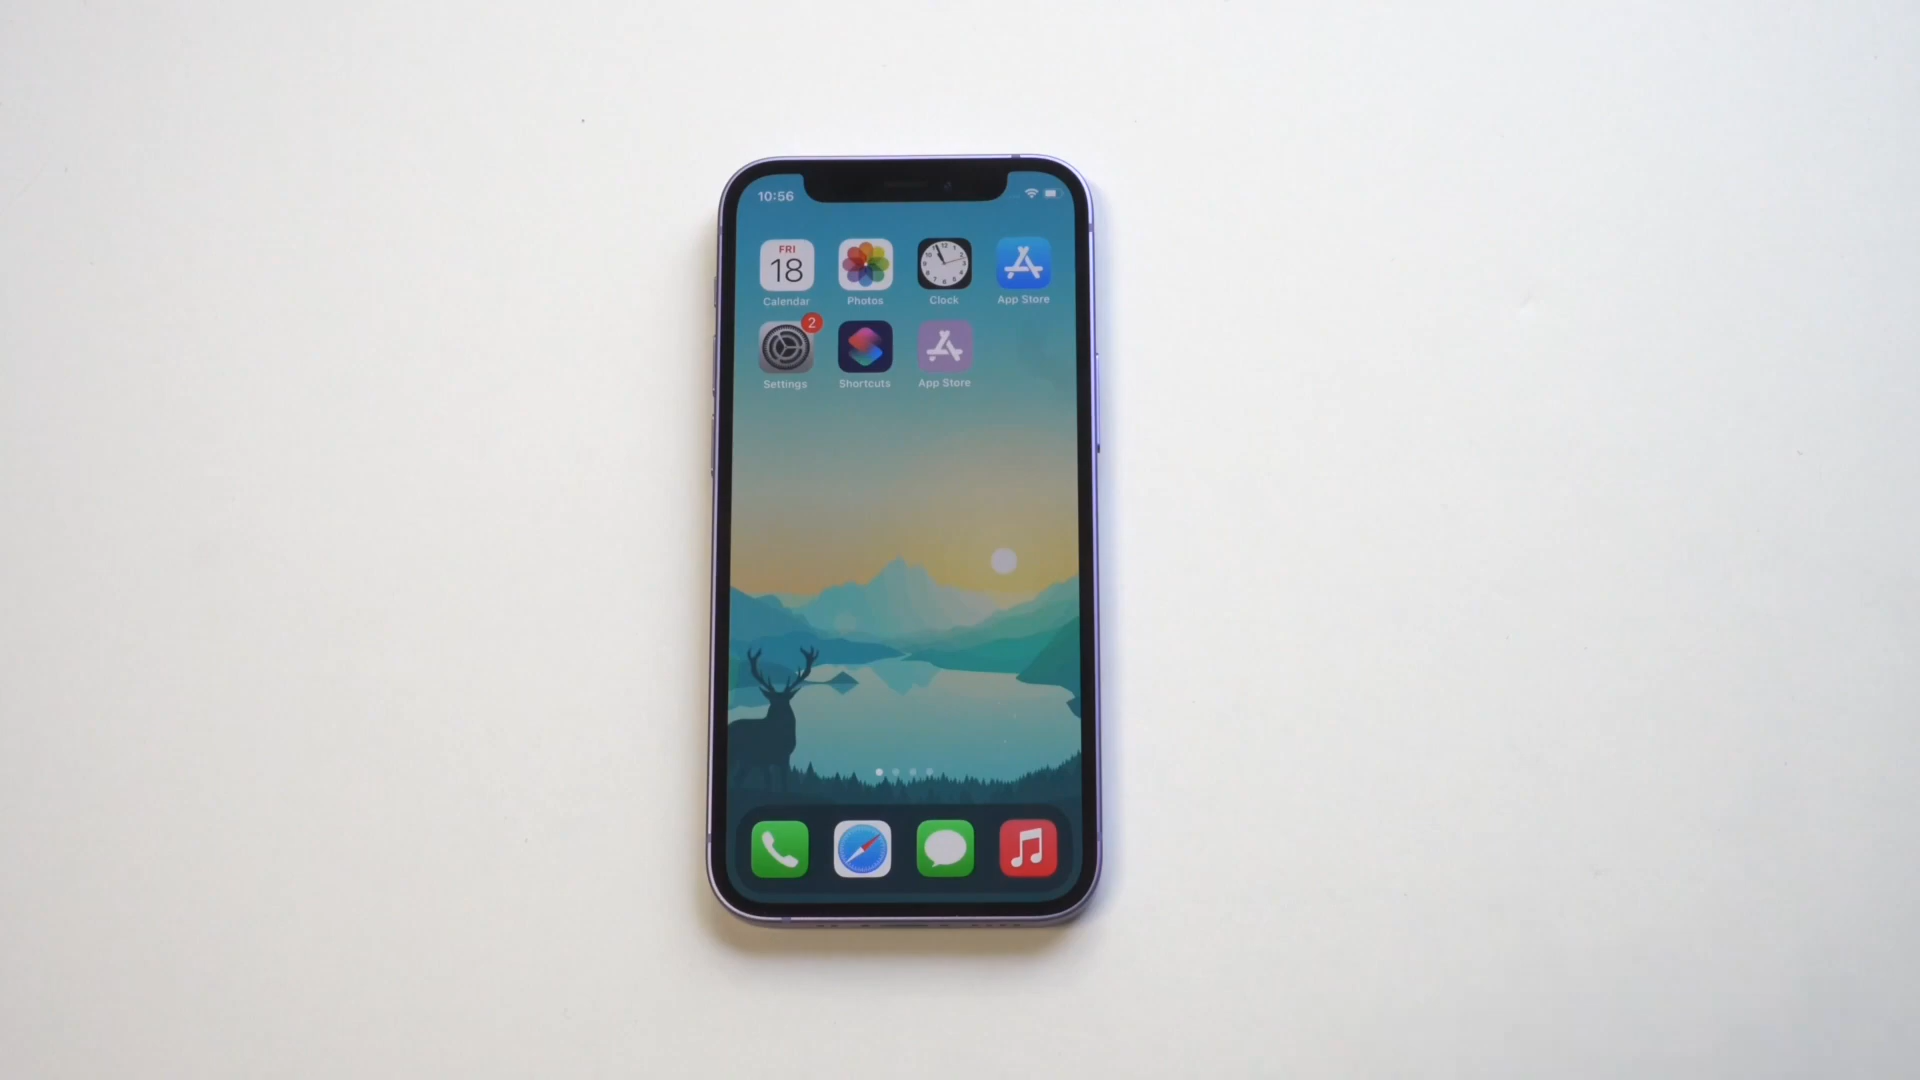 10:56
FRI
18
Calendar
Photos
Clock
App Store
2
Settings
Shortcuts
App Store